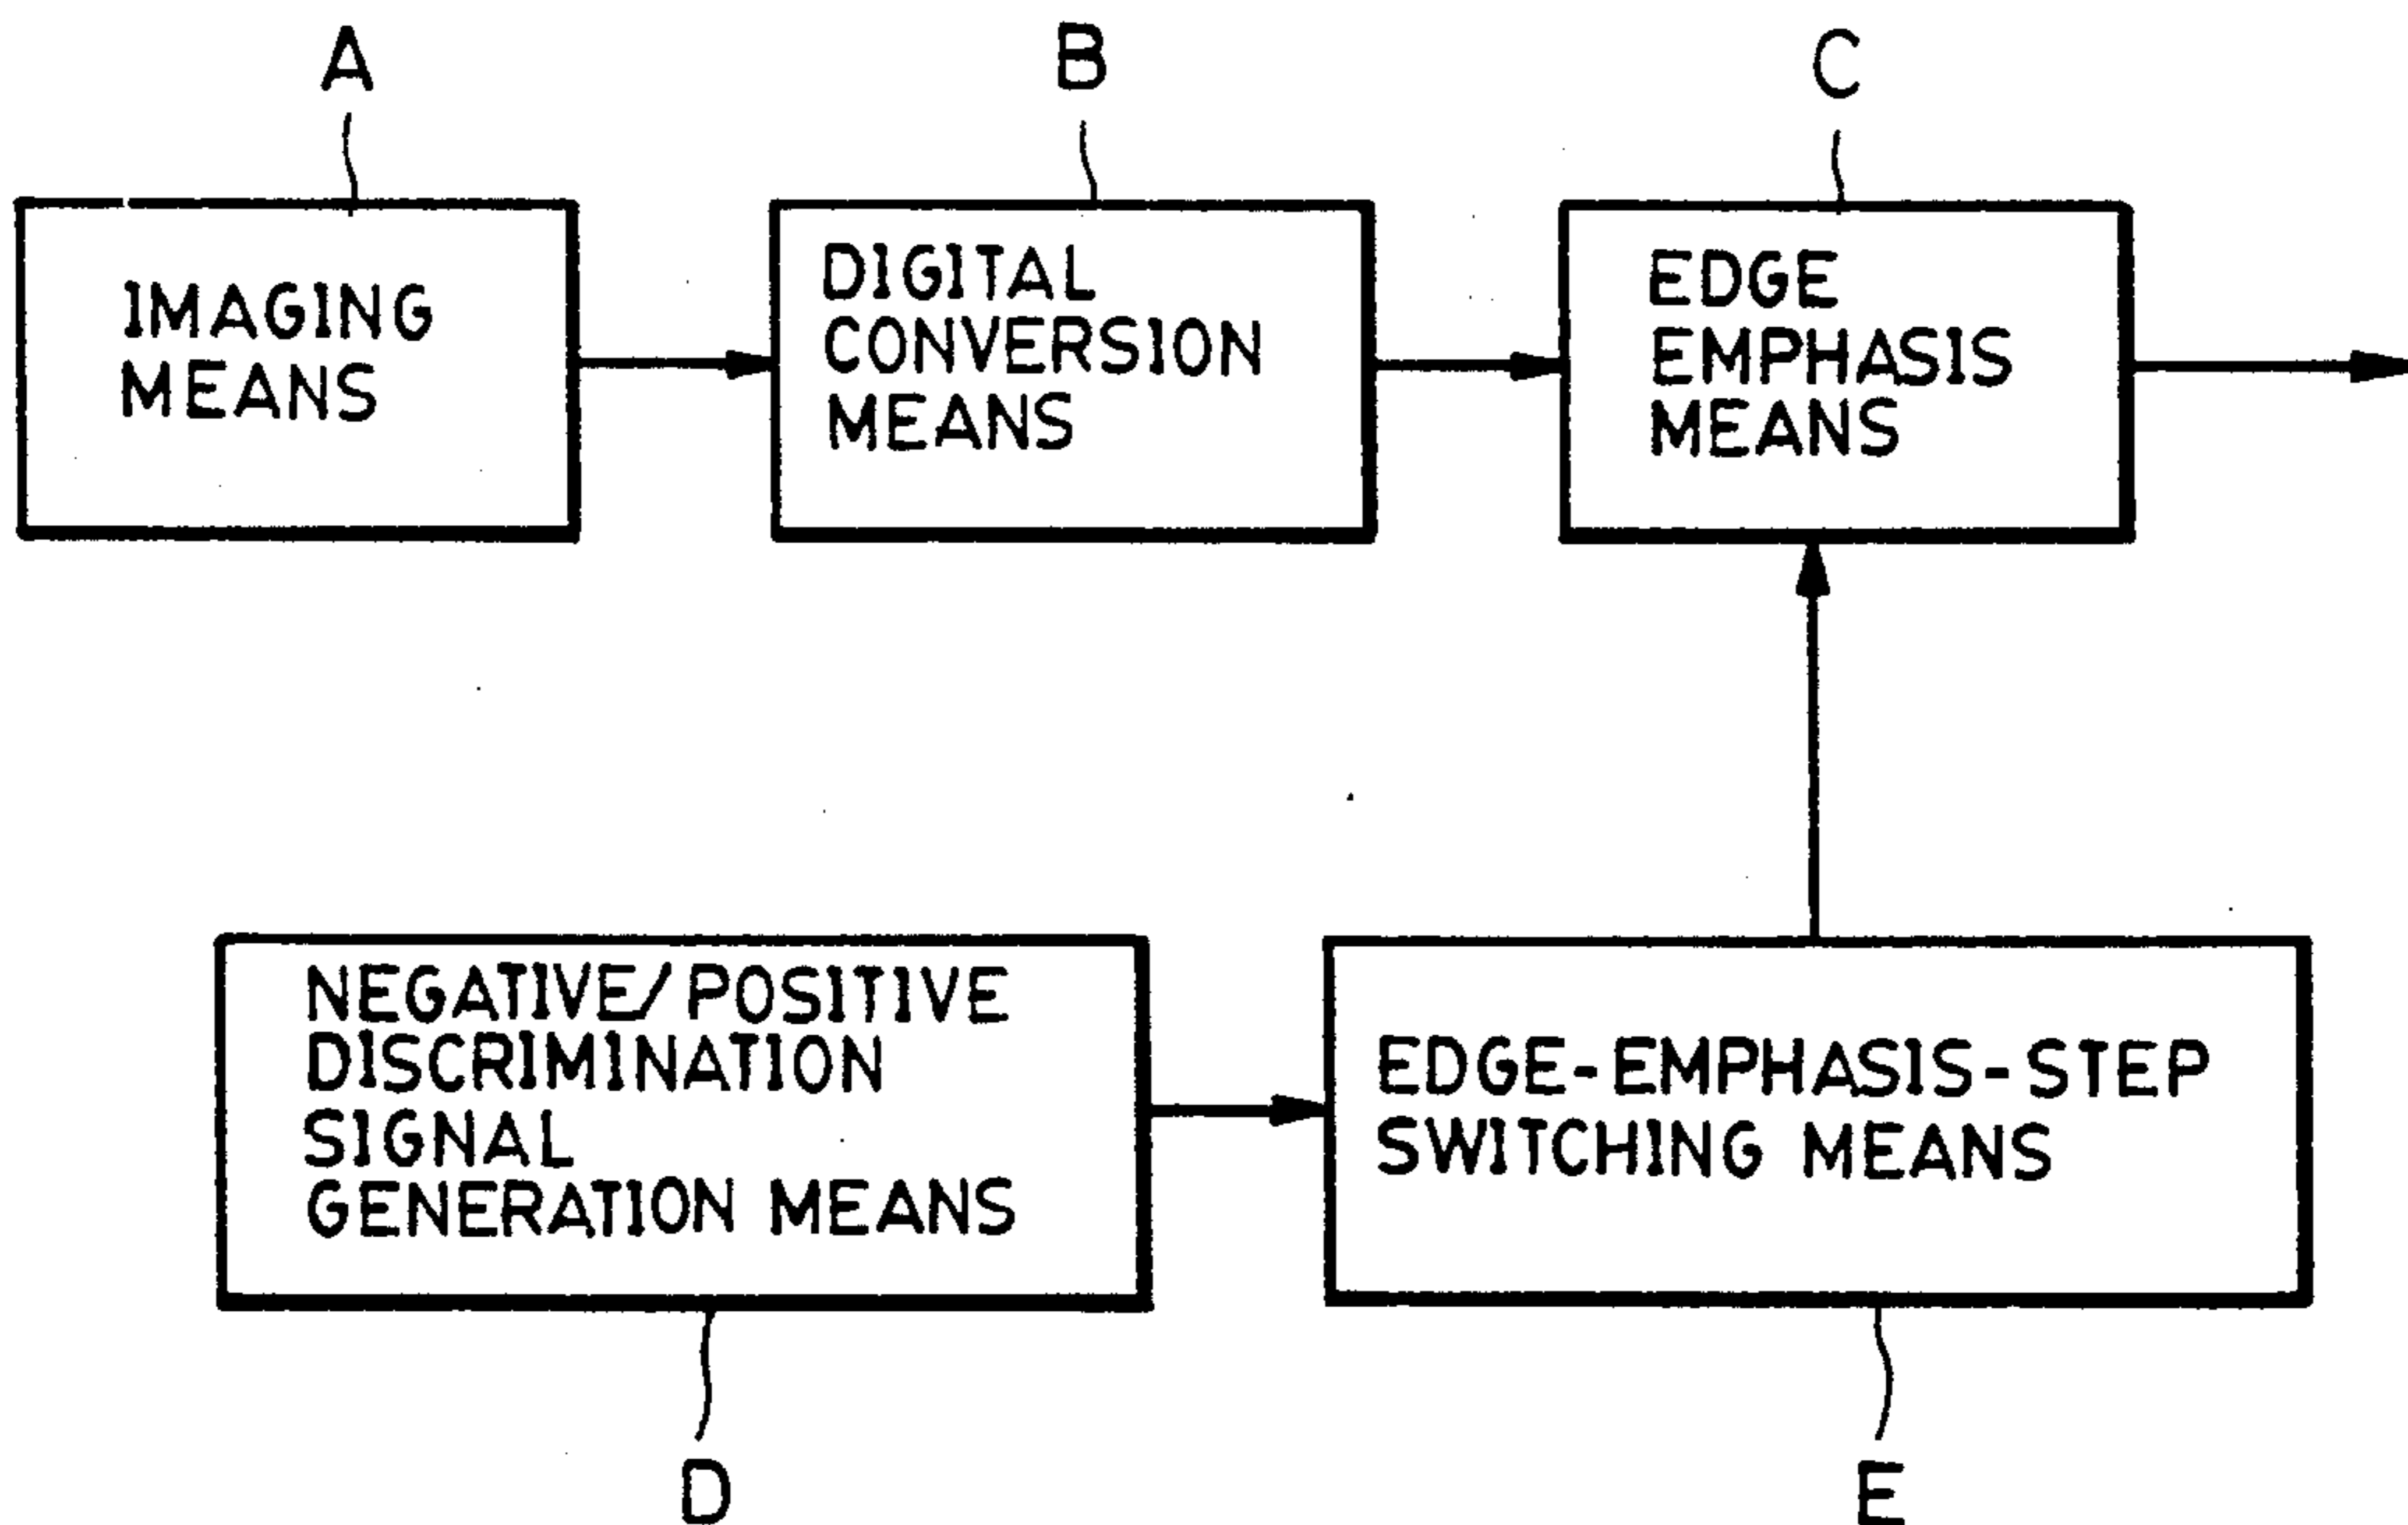 A
B
C
IMAGING
MEANS
DIGITAL
CONVERSION
MEANS
EDGE
EMPHASIS
MEANS
NEGATIVE/POSITIVE
DISCRIMINATION
SIGNAL
GENERATION MEANS
EDGE-EMPHASIS-STEP
SWITCHING MEANS
D
E